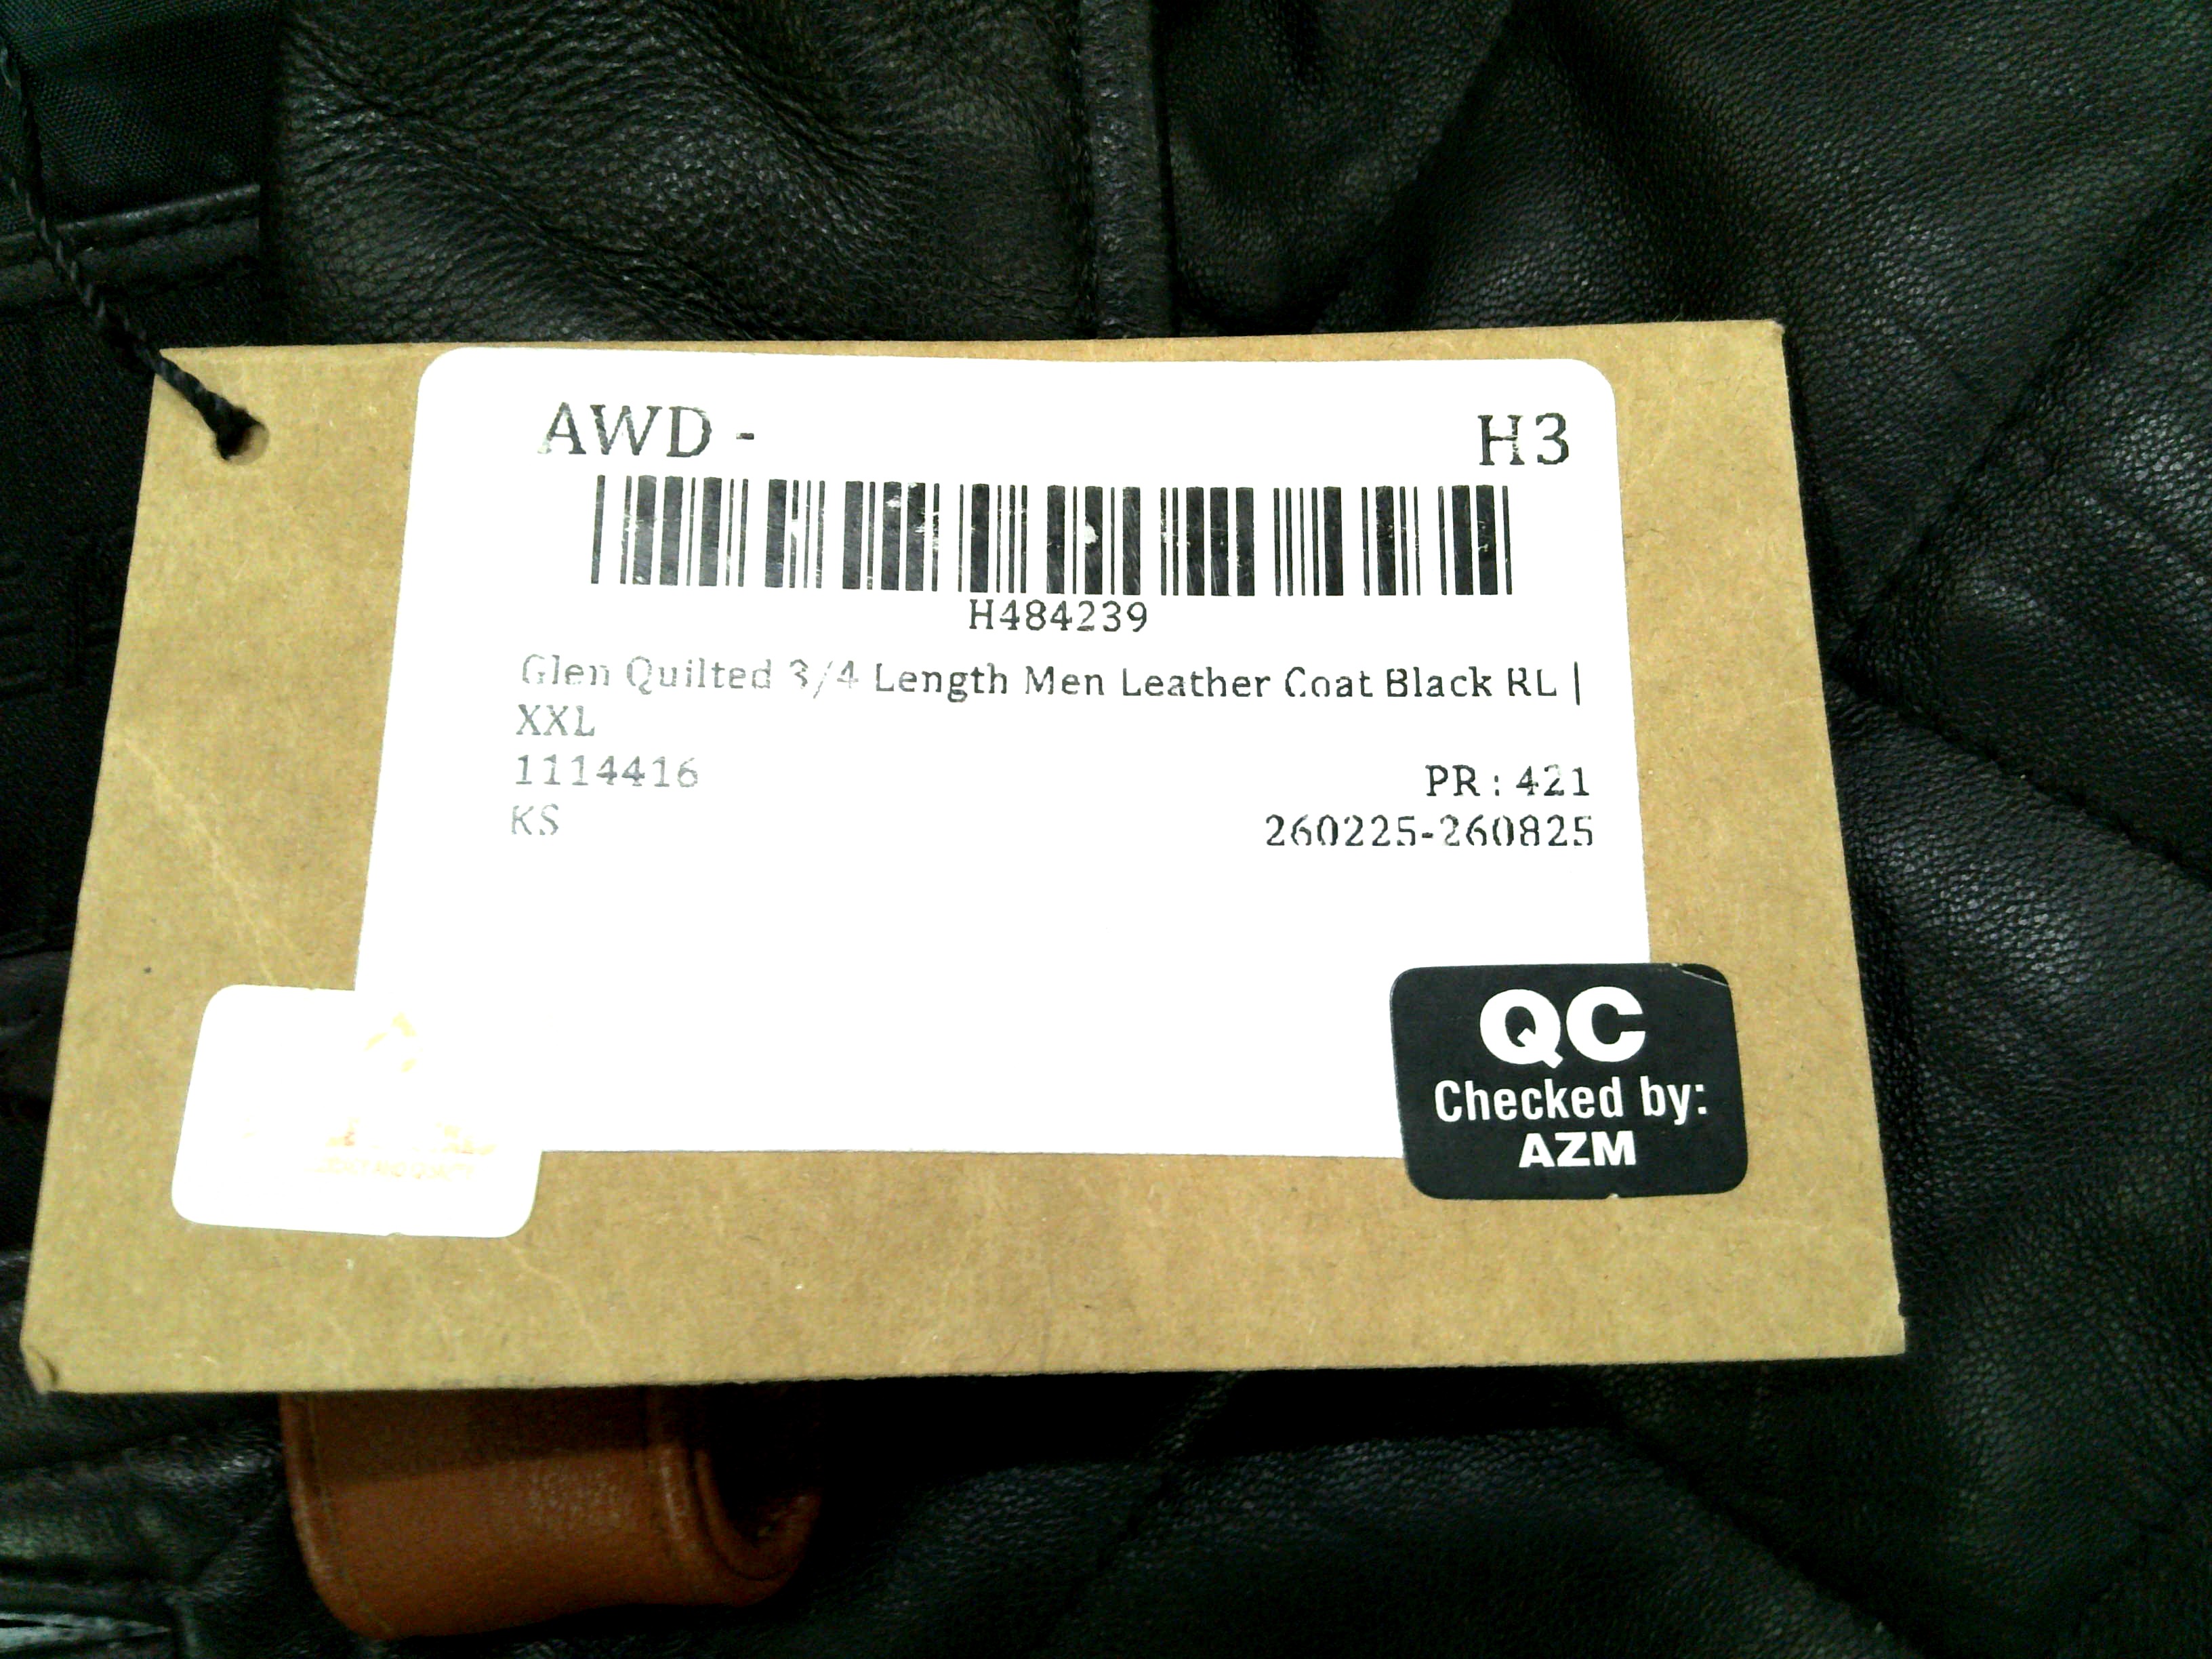 AWD - H3
H484239
Glen Quilted 3/4 Length Men Leather Coat Black RL |
XXL
1114416 PR : 421
KS 260225-260825
QC
Checked by:
AZM